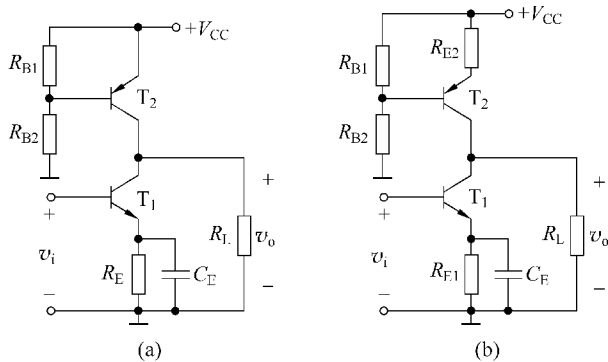 +V_CC
R_B1
T_2
R_B2
T_1
+
+
R_L
v_o
v_i
R_E
C_E
−
−
(a)
+V_CC
R_E2
R_B1
T_2
R_B2
T_1
+
+
R_L
v_o
v_i
R_E1
C_E
−
−
(b)